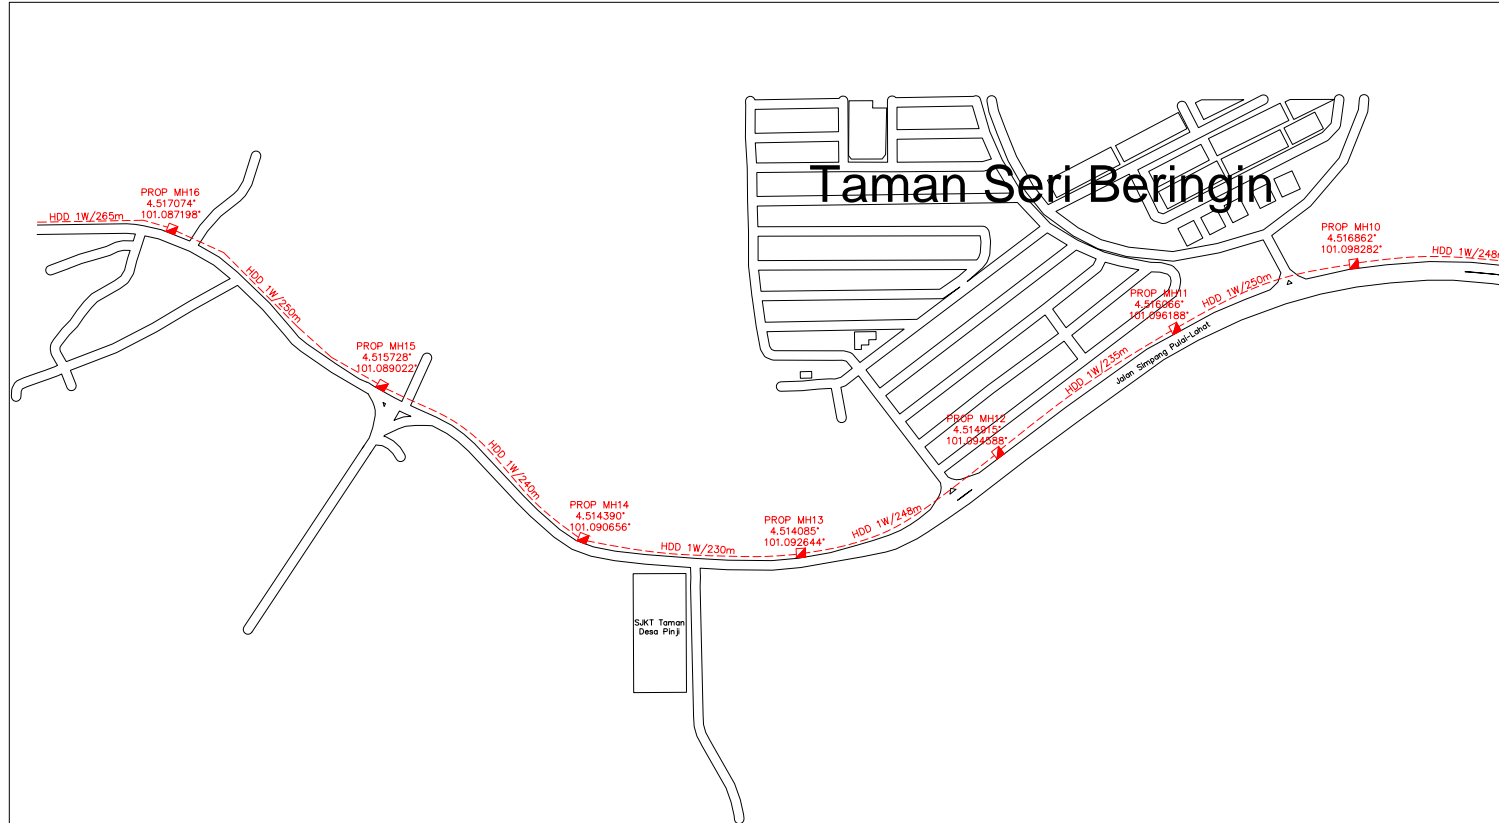 Taman Seri Beringin
PROP MH16
4.517074°
101.087198°
HDD 1W/265m
HDD 1W/250m
PROP MH15
4.515728°
101.089022°
HDD 1W/240m
PROP MH14
4.514390°
101.090656°
HDD 1W/230m
PROP MH13
4.514085°
101.092644°
HDD 1W/248m
PROP MH12
4.514915°
101.094588°
HDD 1W/235m
PROP MH11
4.516066°
101.096188°
HDD 1W/250m
PROP MH10
4.516862°
101.098282°
HDD 1W/248m
Jalan Simpang Pulai-Lahat
SJKT Taman
Desa Pinji